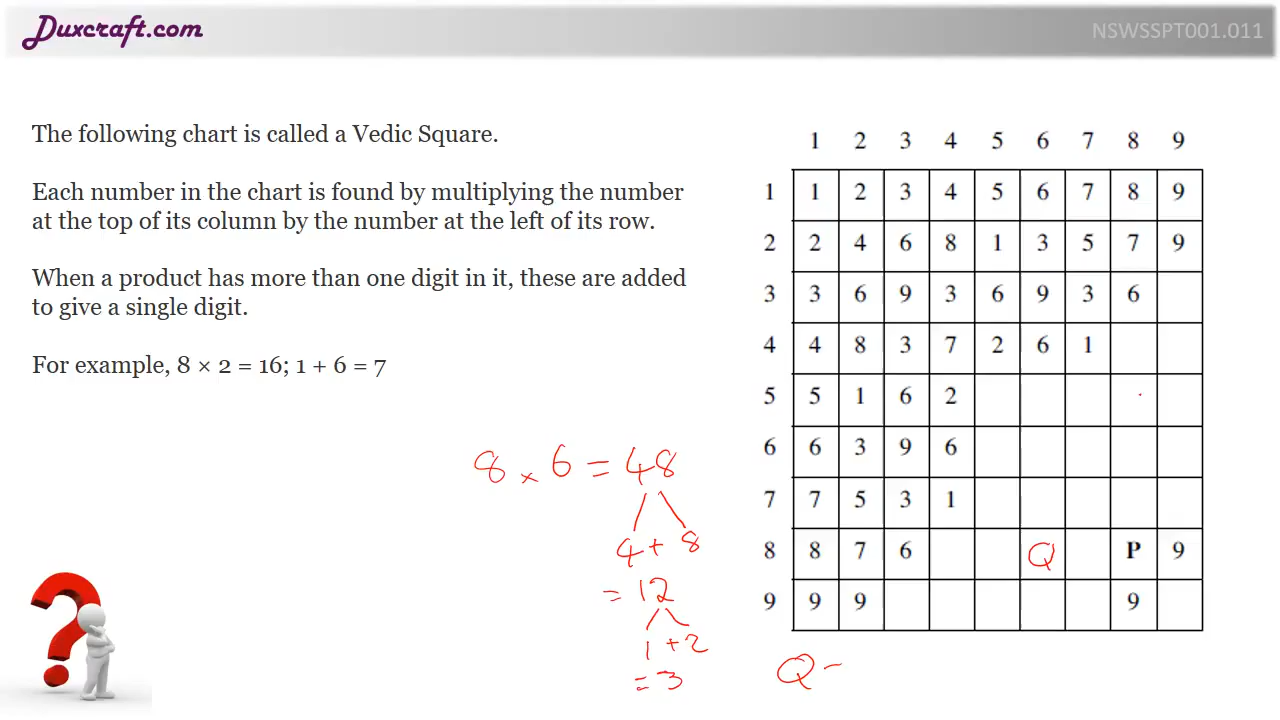 Duxcraft.com
NSWSSPT001.011
The following chart is called a Vedic Square.
Each number in the chart is found by multiplying the number
at the top of its column by the number at the left of its row.
When a product has more than one digit in it, these are added
to give a single digit.
For example, 8 × 2 = 16; 1 + 6 = 7
8 × 6 = 48
4 + 8
= 12
1 + 2
= 3
1 2 3 4 5 6 7 8 9
1 1 2 3 4 5 6 7 8 9
2 2 4 6 8 1 3 5 7 9
3 3 6 9 3 6 9 3 6
4 4 8 3 7 2 6 1
5 5 1 6 2
6 6 3 9 6
7 7 5 3 1
8 8 7 6 Q P 9
9 9 9 9
Q -
?